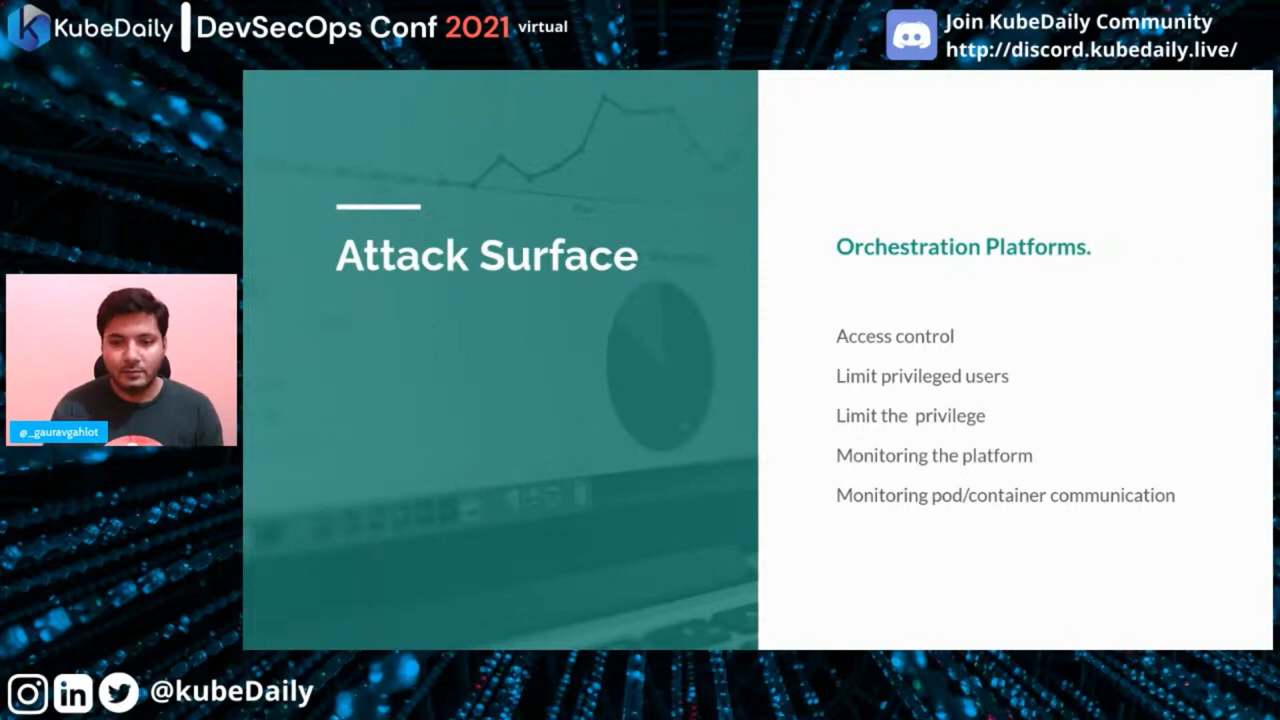 KubeDaily | DevSecOps Conf 2021 virtual
Join KubeDaily Community
http://discord.kubedaily.live/
Attack Surface
Orchestration Platforms.
Access control
Limit privileged users
Limit the privilege
Monitoring the platform
Monitoring pod/container communication
@_gauravgahlot
@kubeDaily